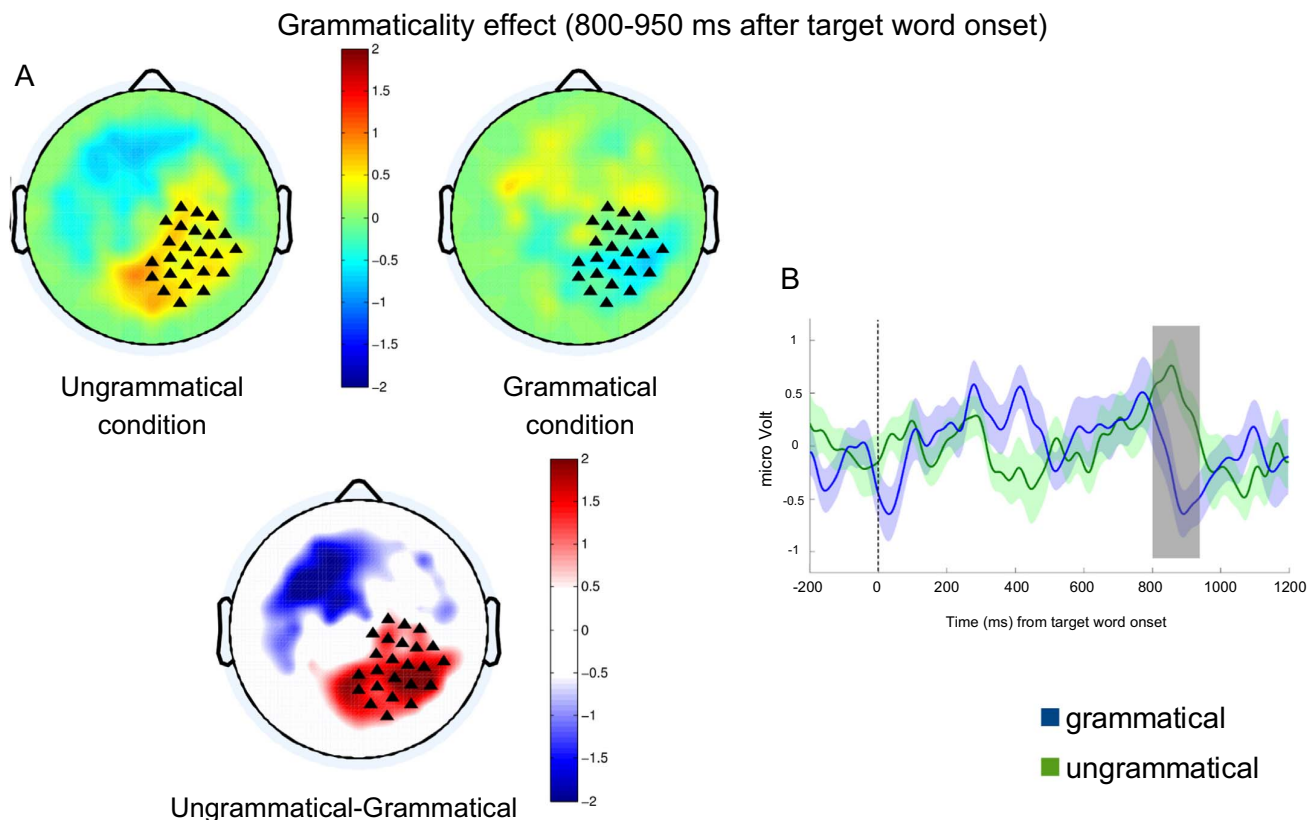 Grammaticality effect (800-950 ms after target word onset)
A
2
1.5
1
0.5
0
−0.5
−1
−1.5
−2
Ungrammatical
condition
Grammatical
condition
2
1.5
1
0.5
0
−0.5
−1
−1.5
−2
Ungrammatical-Grammatical
B
1
0.5
0
-0.5
-1
micro Volt
-200 0 200 400 600 800 1000 1200
Time (ms) from target word onset
grammatical
ungrammatical